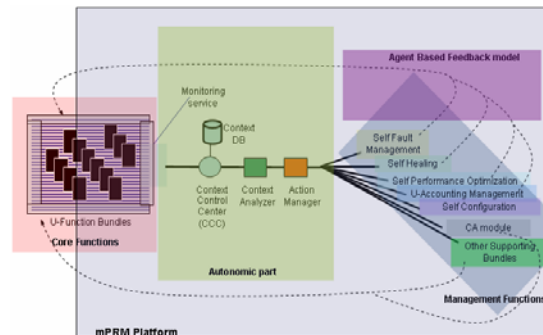 Agent Based Feedback model
Monitoring
service
Context
DB
Self Fault
Management
Self Healing
Self Performance Optimization
U-Accounting Management
Self Configuration
Context
Control
Center
(CCC)
Context
Analyzer
Action
Manager
U-Function Bundles
Core Functions
CA module
Other Supporting
Bundles
Autonomic part
Management Functions
mPRM Platform